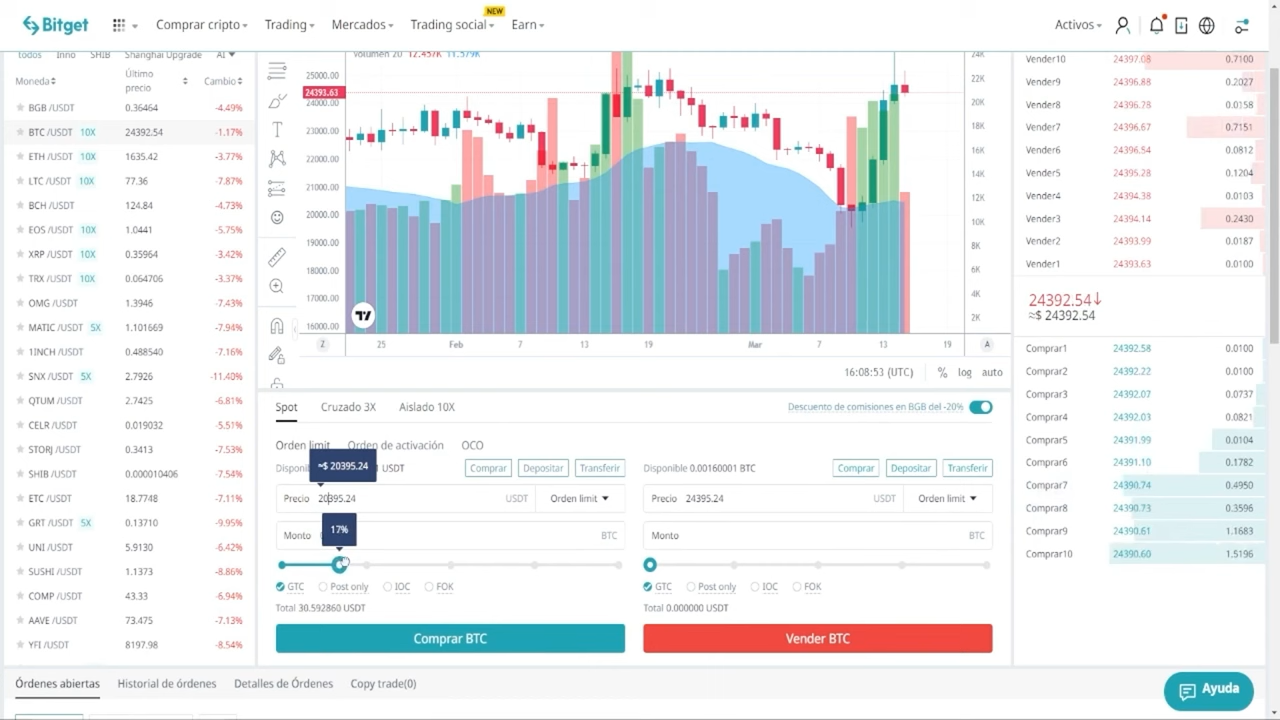 Bitget
Comprar cripto
Trading
Mercados
Trading social
NEW
Earn
Activos
Todos Inno SHIB Shanghai Upgrade AI
Moneda Último precio Cambio
BGB /USDT 0.36464 -4.49%
BTC /USDT 10X 24392.54 -1.17%
ETH /USDT 10X 1635.42 -3.77%
LTC /USDT 10X 77.36 -7.87%
BCH /USDT 124.84 -4.73%
EOS /USDT 10X 1.0441 -5.75%
XRP /USDT 10X 0.35964 -3.42%
TRX /USDT 10X 0.064706 -3.37%
OMG /USDT 1.3946 -7.43%
MATIC /USDT 5X 1.101669 -7.94%
1INCH /USDT 0.488540 -7.16%
SNX /USDT 5X 2.7926 -11.40%
QTUM /USDT 2.7425 -6.81%
CELR /USDT 0.019032 -5.51%
STORJ /USDT 0.3413 -7.53%
SHIB /USDT 0.000010406 -7.54%
ETC /USDT 18.7748 -7.11%
GRT /USDT 5X 0.13710 -9.95%
UNI /USDT 5.9130 -6.42%
SUSHI /USDT 1.1373 -8.86%
COMP /USDT 43.33 -6.94%
AAVE /USDT 73.475 -7.13%
YFI /USDT 8197.98 -8.54%
Volumen 20 12.457K 11.579K
25000.00
24393.63
24000.00
23000.00
22000.00
21000.00
20000.00
19000.00
18000.00
17000.00
16000.00
24K
22K
20K
18K
16K
14K
12K
10K
8K
6K
4K
2K
Z 25 Feb 7 13 19 Mar 7 13 19 A
16:08:53 (UTC) % log auto
Spot Cruzado 3X Aislado 10X
Descuento de comisiones en BGB del -20%
Orden limit Orden de activación OCO
≈$ 20395.24
USDT
Comprar Depositar Transferir
Precio 20395.24 USDT Orden limit
17%
Monto BTC
GTC Post only IOC FOK
Total 30.592860 USDT
Comprar BTC
Disponible 0.00160001 BTC
Comprar Depositar Transferir
Precio 24395.24 USDT Orden limit
Monto BTC
GTC Post only IOC FOK
Total 0.000000 USDT
Vender BTC
Vender10 24397.08 0.7100
Vender9 24396.88 0.2027
Vender8 24396.78 0.0158
Vender7 24396.67 0.7151
Vender6 24396.54 0.0812
Vender5 24395.28 0.1204
Vender4 24394.38 0.0103
Vender3 24394.14 0.2430
Vender2 24393.99 0.0187
Vender1 24393.63 0.0100
24392.54↓
≈$ 24392.54
Comprar1 24392.58 0.0100
Comprar2 24392.22 0.0100
Comprar3 24392.07 0.0737
Comprar4 24392.03 0.0821
Comprar5 24391.99 0.0104
Comprar6 24391.10 0.1782
Comprar7 24390.74 0.4950
Comprar8 24390.73 0.3596
Comprar9 24390.61 1.1683
Comprar10 24390.60 1.5196
Órdenes abiertas Historial de órdenes Detalles de Órdenes Copy trade(0)
Ayuda